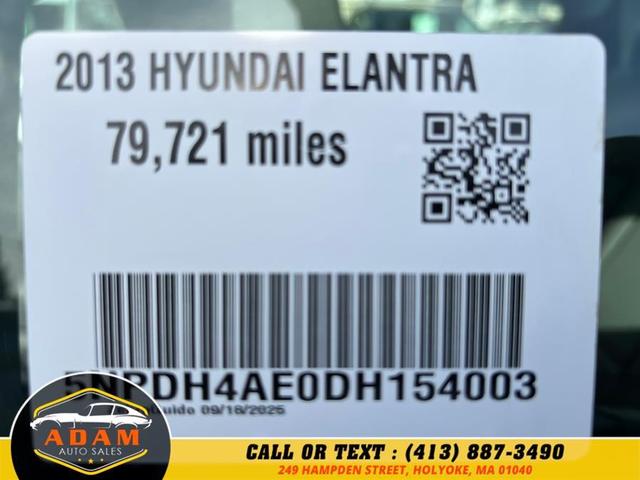 2013 HYUNDAI ELANTRA
79,721 miles
5NPDH4AE0DH154003
09/16/2025
ADAM
AUTO SALES
CALL OR TEXT : (413) 887-3490
249 HAMPDEN STREET, HOLYOKE, MA 01040